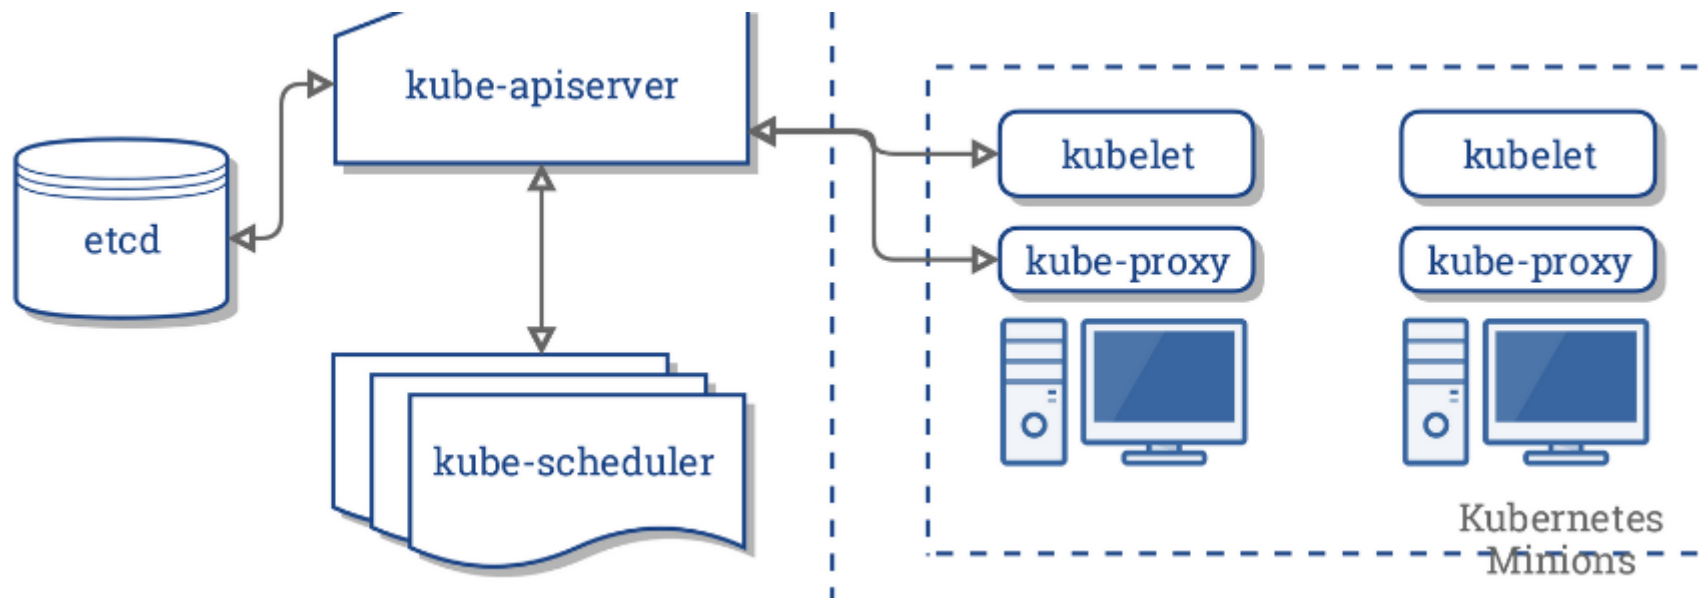 kube-apiserver
etcd
kube-scheduler
kubelet
kubelet
kube-proxy
kube-proxy
Kubernetes
Minions